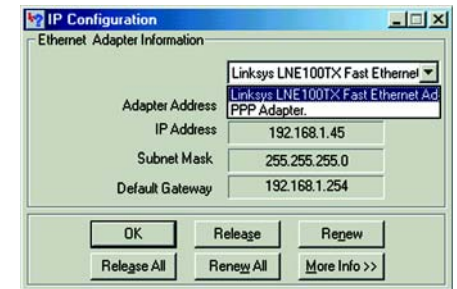 IP Configuration
Ethernet Adapter Information
Linksys LNE100TX Fast Ethernet
Linksys LNE100TX Fast Ethernet Ad
Adapter Address
PPP Adapter.
IP Address 192.168.1.45
Subnet Mask 255.255.255.0
Default Gateway 192.168.1.254
OK Release Renew
Release All Renew All More Info >>